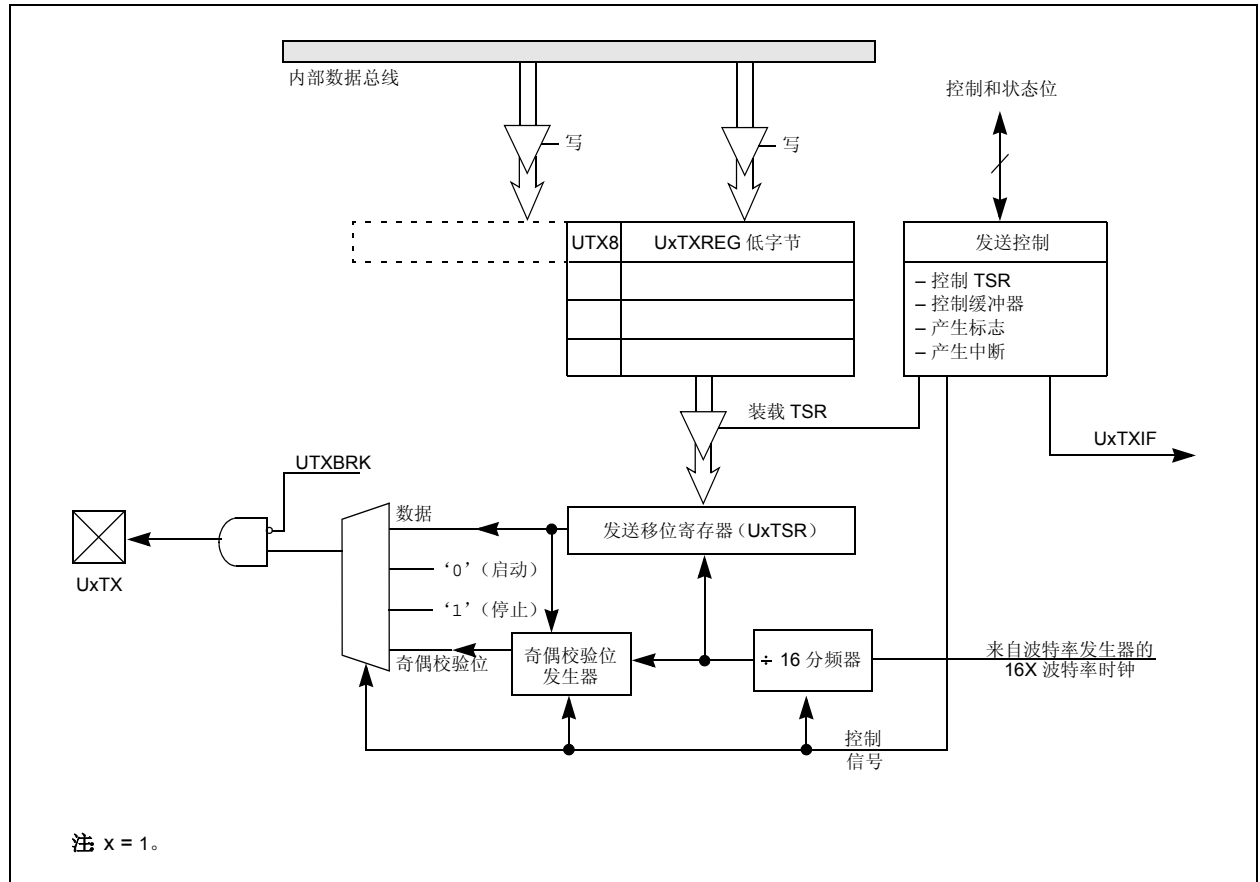 内部数据总线
控制和状态位
写
写
UTX8
UxTXREG 低字节
发送控制
– 控制 TSR
– 控制缓冲器
– 产生标志
– 产生中断
装载 TSR
UxTXIF
UTXBRK
数据
发送移位寄存器（UxTSR）
UxTX
‘0’（启动）
‘1’（停止）
奇偶校验位
奇偶校验位
发生器
÷ 16 分频器
来自波特率发生器的
16X 波特率时钟
控制
信号
注: x = 1。